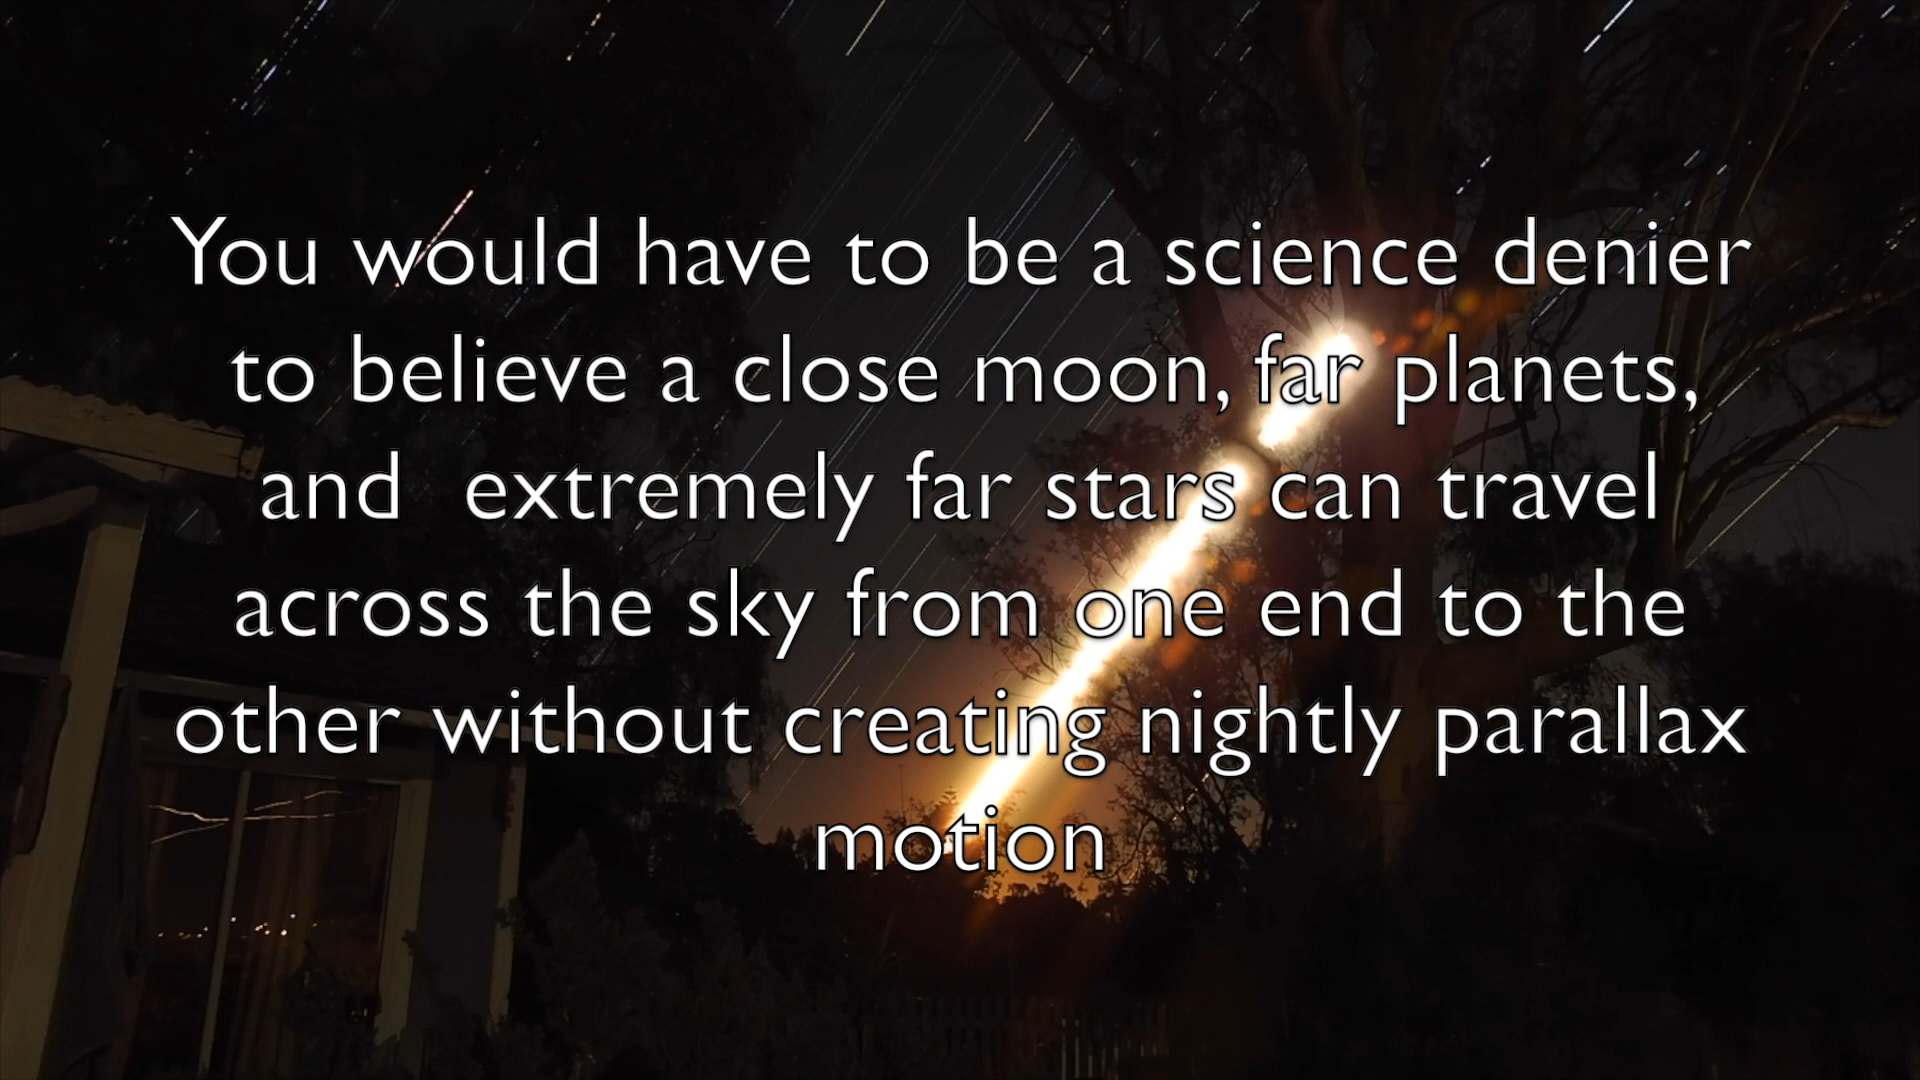 You would have to be a science denier
to believe a close moon, far planets,
and  extremely far stars can travel
across the sky from one end to the
other without creating nightly parallax
motion